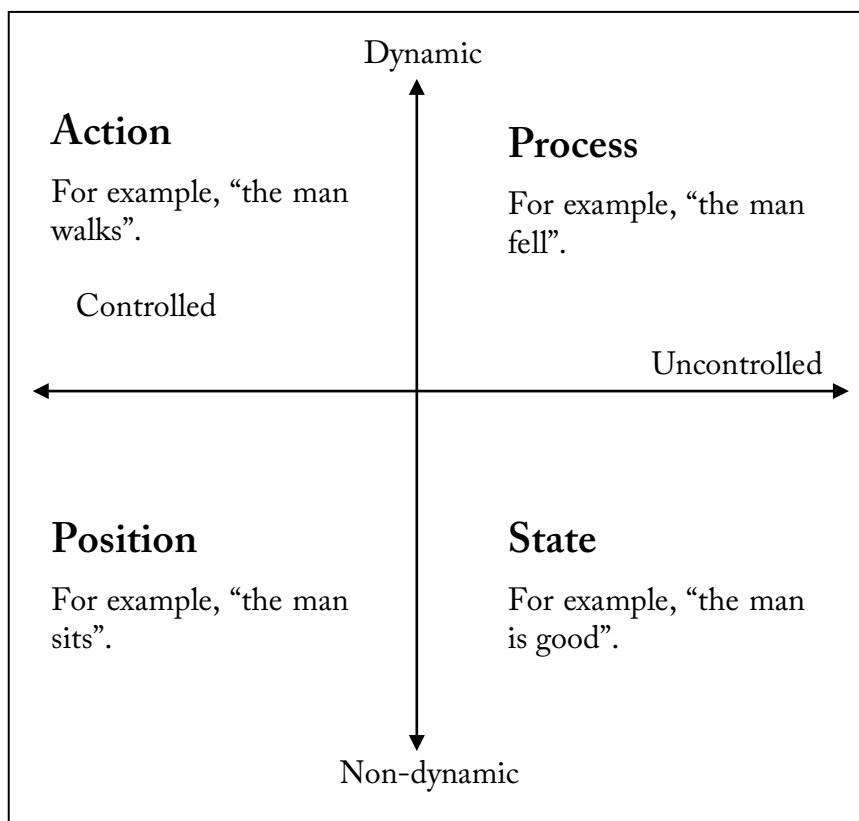 Dynamic
Action
For example, “the man
walks”.
Process
For example, “the man
fell”.
Controlled
Uncontrolled
Position
For example, “the man
sits”.
State
For example, “the man
is good”.
Non-dynamic